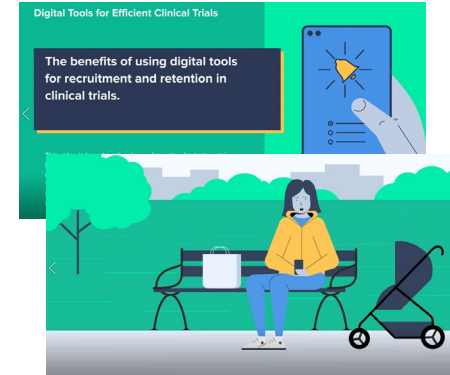 Digital Tools for Efficient Clinical Trials
The benefits of using digital tools
for recruitment and retention in
clinical trials.